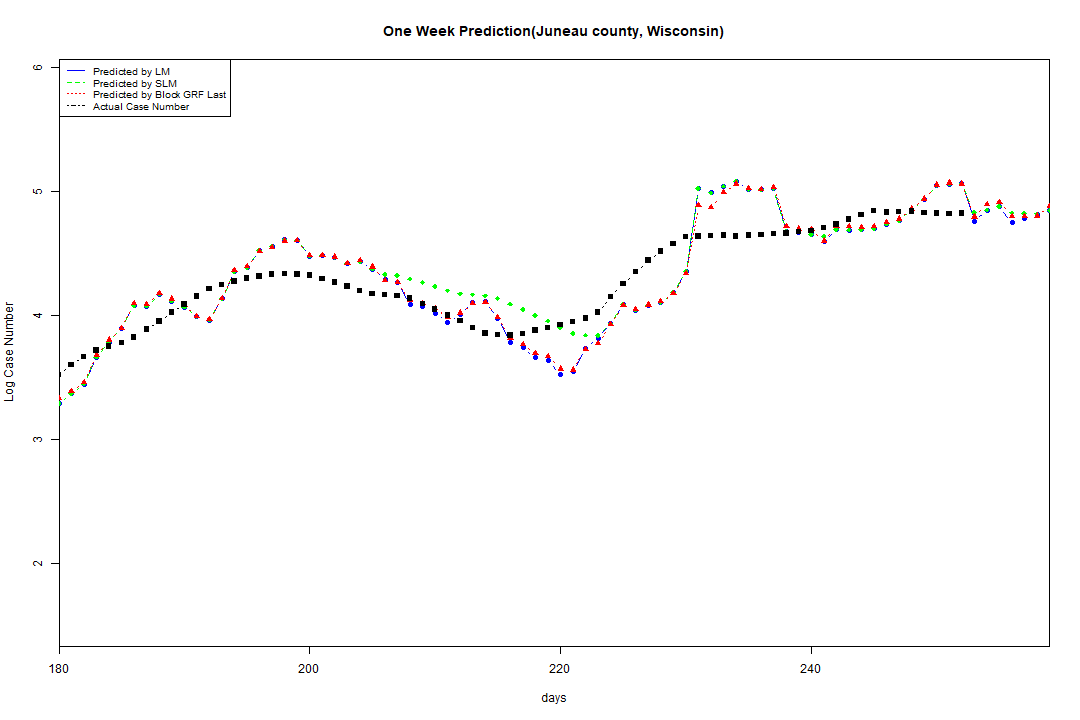 One Week Prediction(Juneau county, Wisconsin)
Predicted by LM
Predicted by SLM
Predicted by Block GRF Last
Actual Case Number
6
5
4
3
2
Log Case Number
180 200 220 240
days